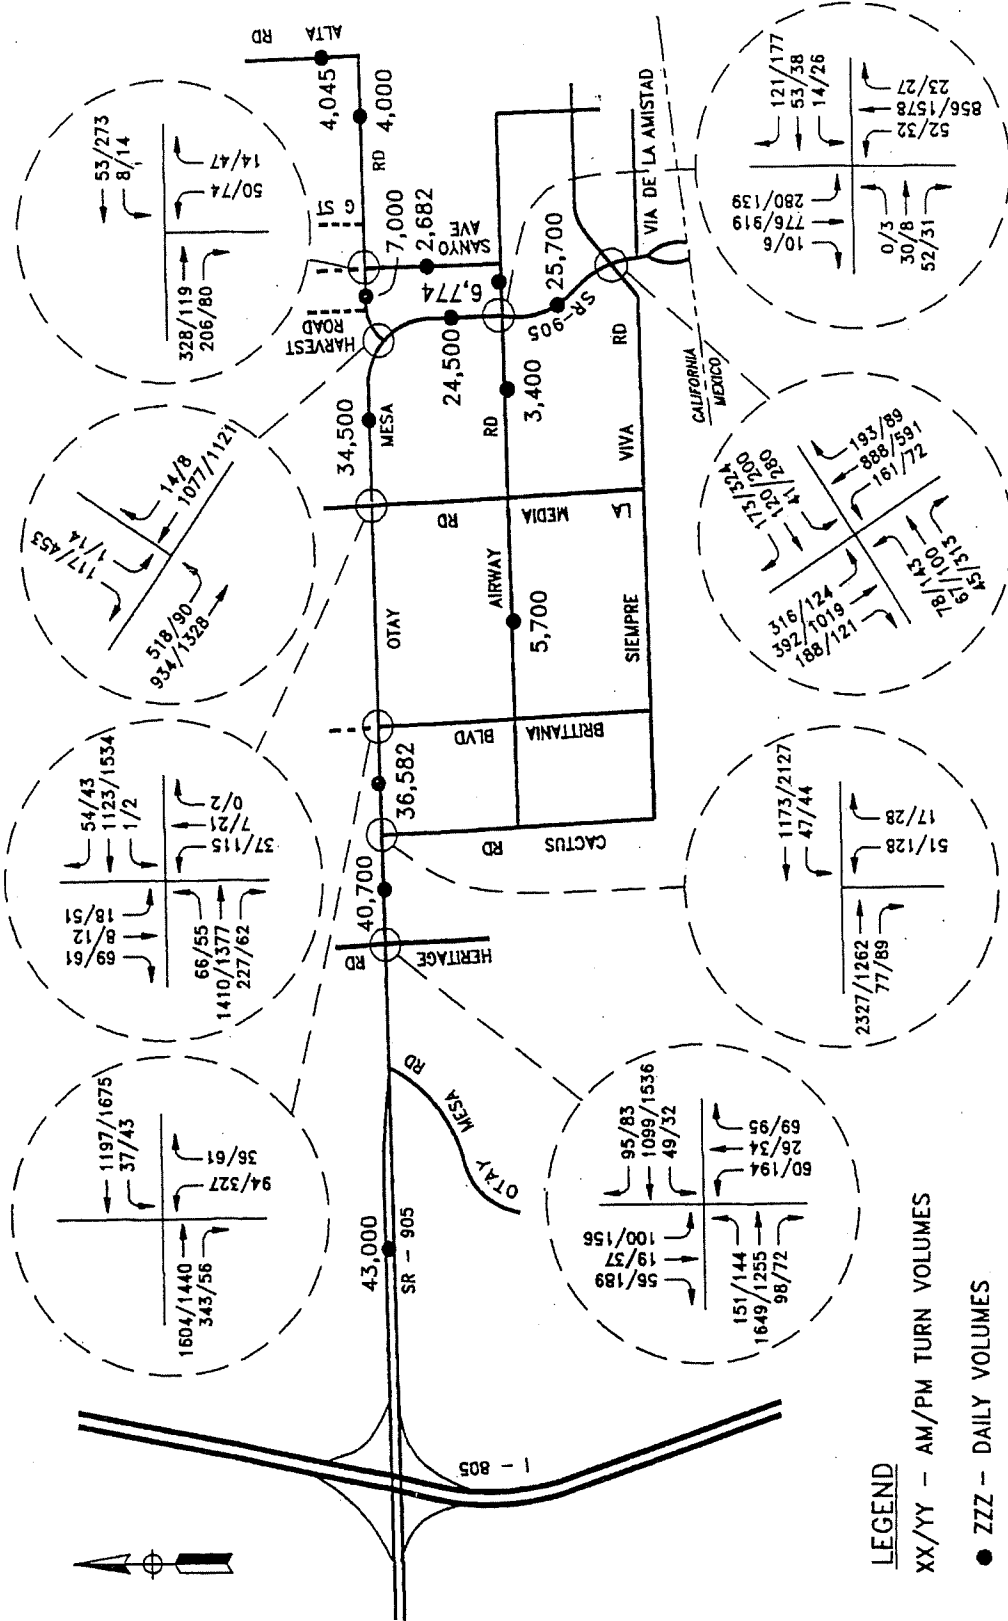 1197/1675
37/43
36/61
94/327
1604/1440
343/56
54/43
1123/1534
1/2
0/2
7/21
37/115
18/51
8/12
69/61
66/55
1410/1377
227/62
117/453
1/14
14/8
1077/1121
518/90
934/1328
53/273
8/14
14/47
50/74
328/119
206/80
I - 805
43,000
SR - 905
OTAY MESA RD
HERITAGE RD
40,700
36,582
CACTUS RD
BRITTANIA BLVD
OTAY
MESA
RD
34,500
LA
MEDIA
RD
AIRWAY
RD
5,700
3,400
SIEMPRE
VIVA
RD
HARVEST
ROAD
24,500
6,774
7,000
2,682
SANYO
AVE
G ST
4,045
4,000
ALTA
RD
SR-905
25,700
VIA DE LA AMISTAD
CALIFORNIA
MEXICO
95/83
1099/1536
49/32
69/95
26/34
60/194
100/156
19/37
56/189
151/144
1649/1255
98/72
1173/2127
47/44
17/28
51/128
2327/1262
77/89
173/324
120/200
41/280
193/89
888/591
161/72
316/124
392/1019
188/121
78/143
67/100
45/313
121/177
53/38
14/26
23/27
856/1578
52/32
280/139
776/919
10/6
0/3
30/8
52/31
LEGEND
XX/YY - AM/PM TURN VOLUMES
ZZZ - DAILY VOLUMES